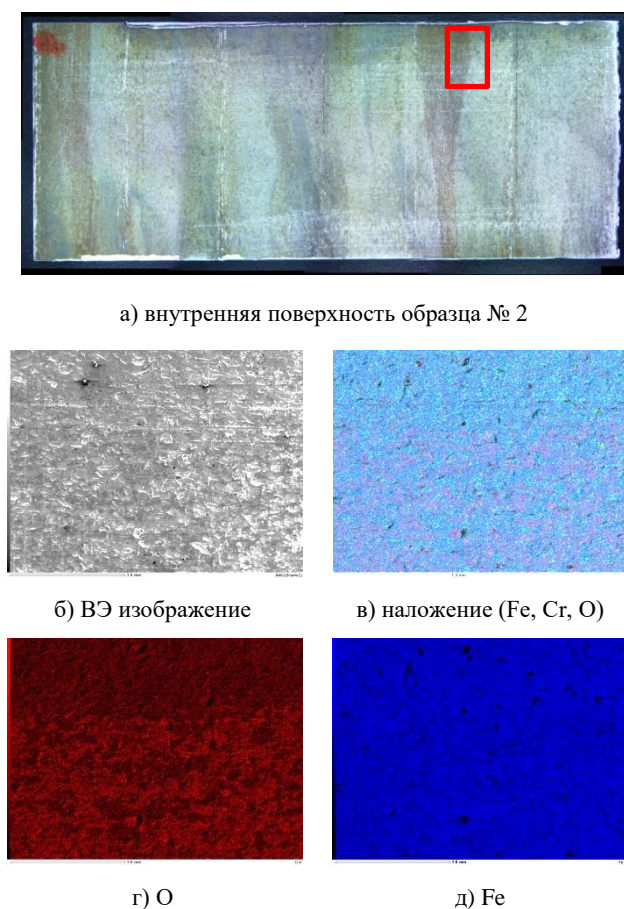 а) внутренняя поверхность образца № 2
б) ВЭ изображение
в) наложение (Fe, Cr, O)
г) O
д) Fe